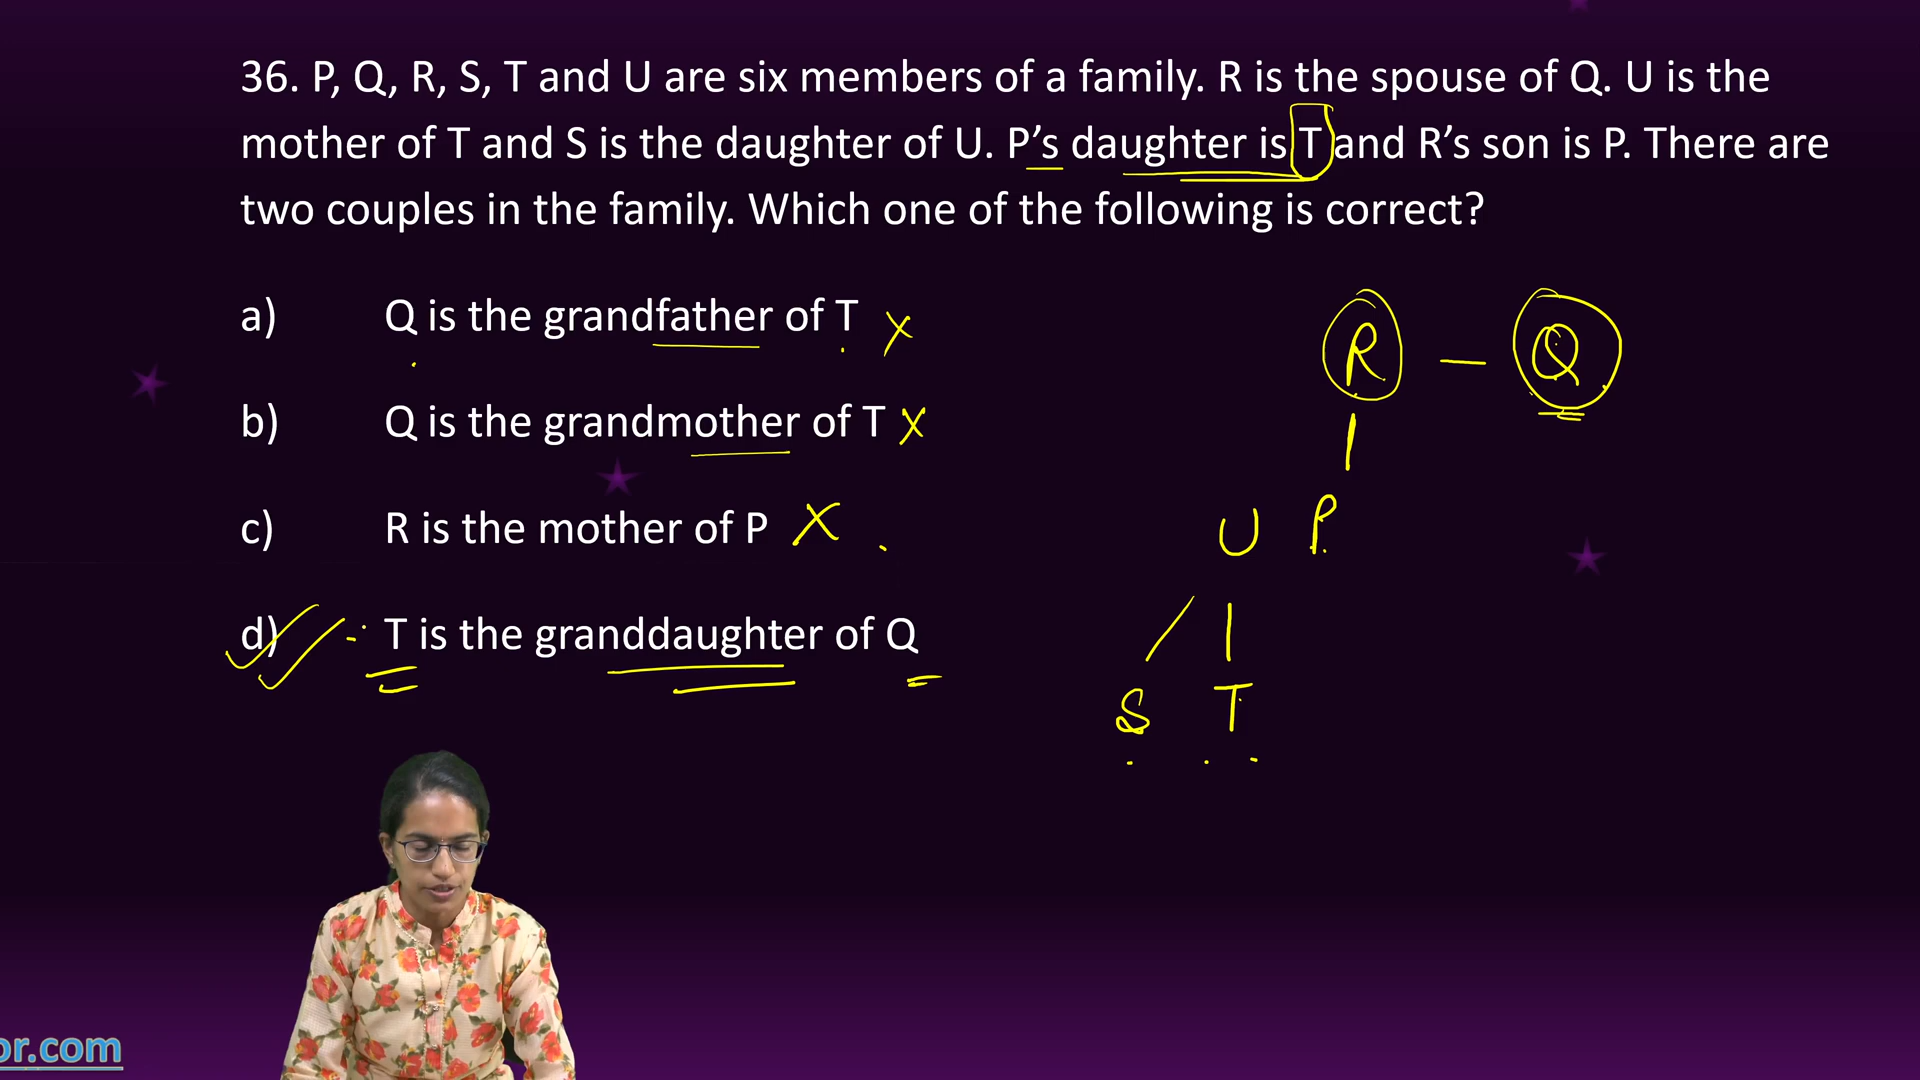 36. P, Q, R, S, T and U are six members of a family. R is the spouse of Q. U is the
mother of T and S is the daughter of U. P’s daughter is T and R’s son is P. There are
two couples in the family. Which one of the following is correct?
a) Q is the grandfather of T X
b) Q is the grandmother of T X
c) R is the mother of P X
d) T is the granddaughter of Q
R - Q
U P
S T
or.com